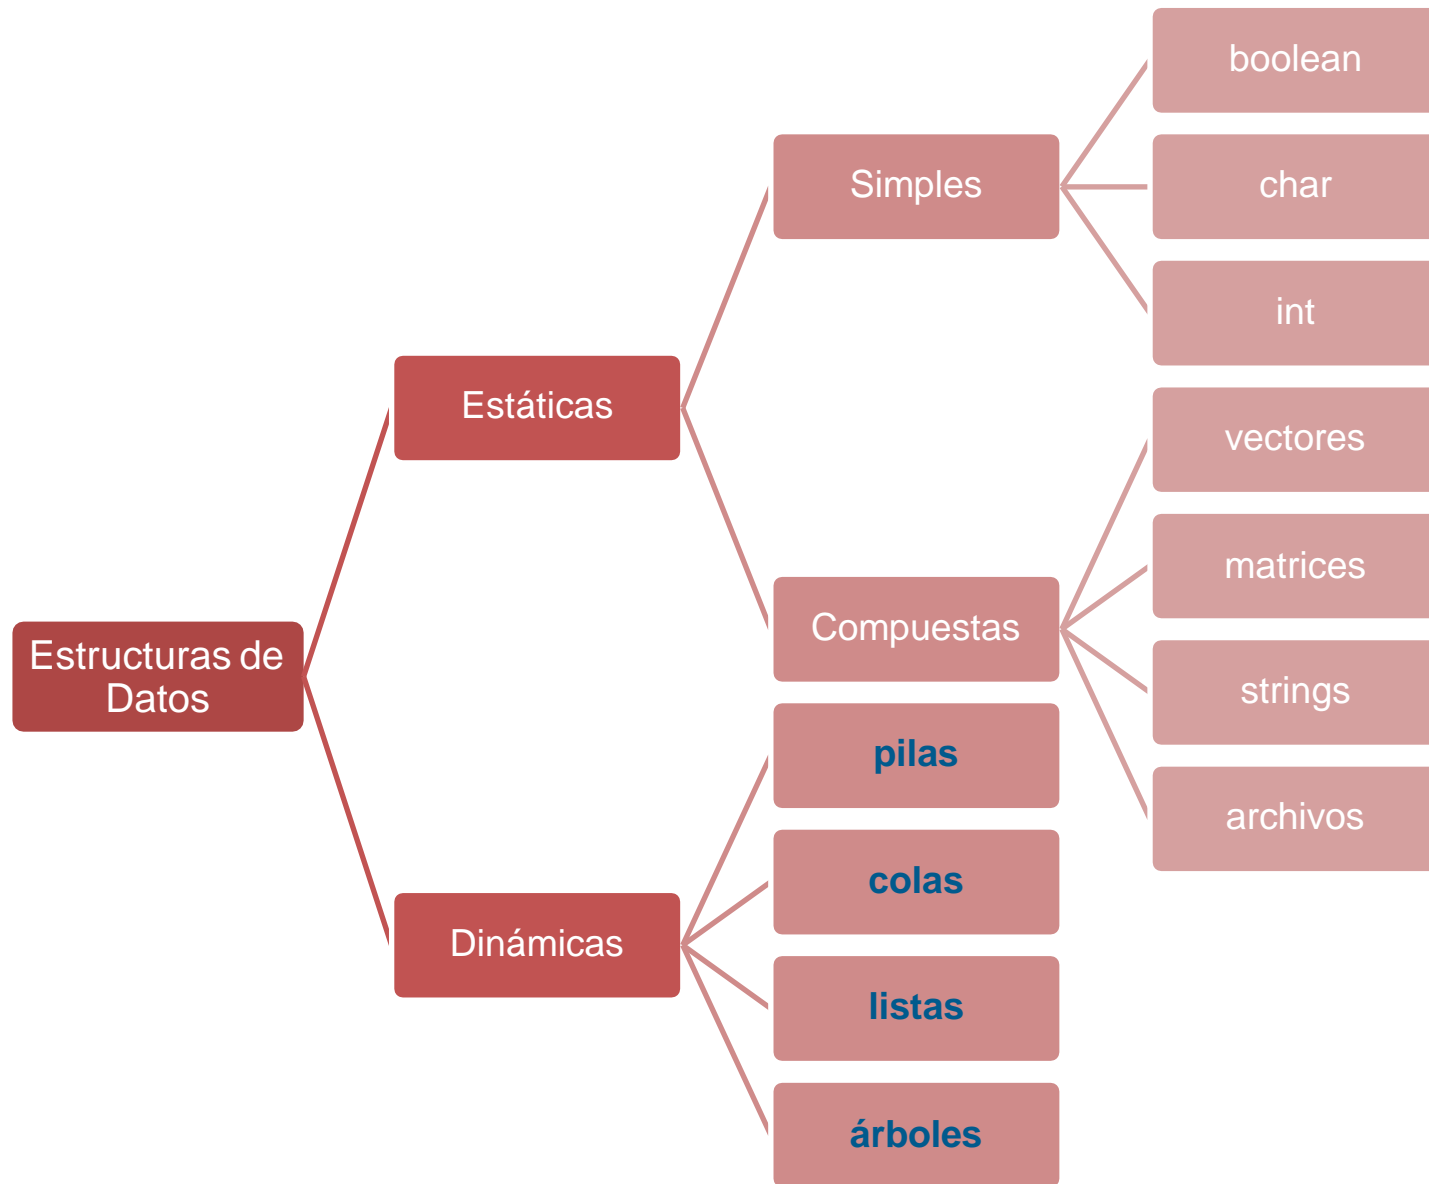 Estructuras de
Datos
Estáticas
Simples
boolean
char
int
Compuestas
vectores
matrices
strings
archivos
Dinámicas
pilas
colas
listas
árboles